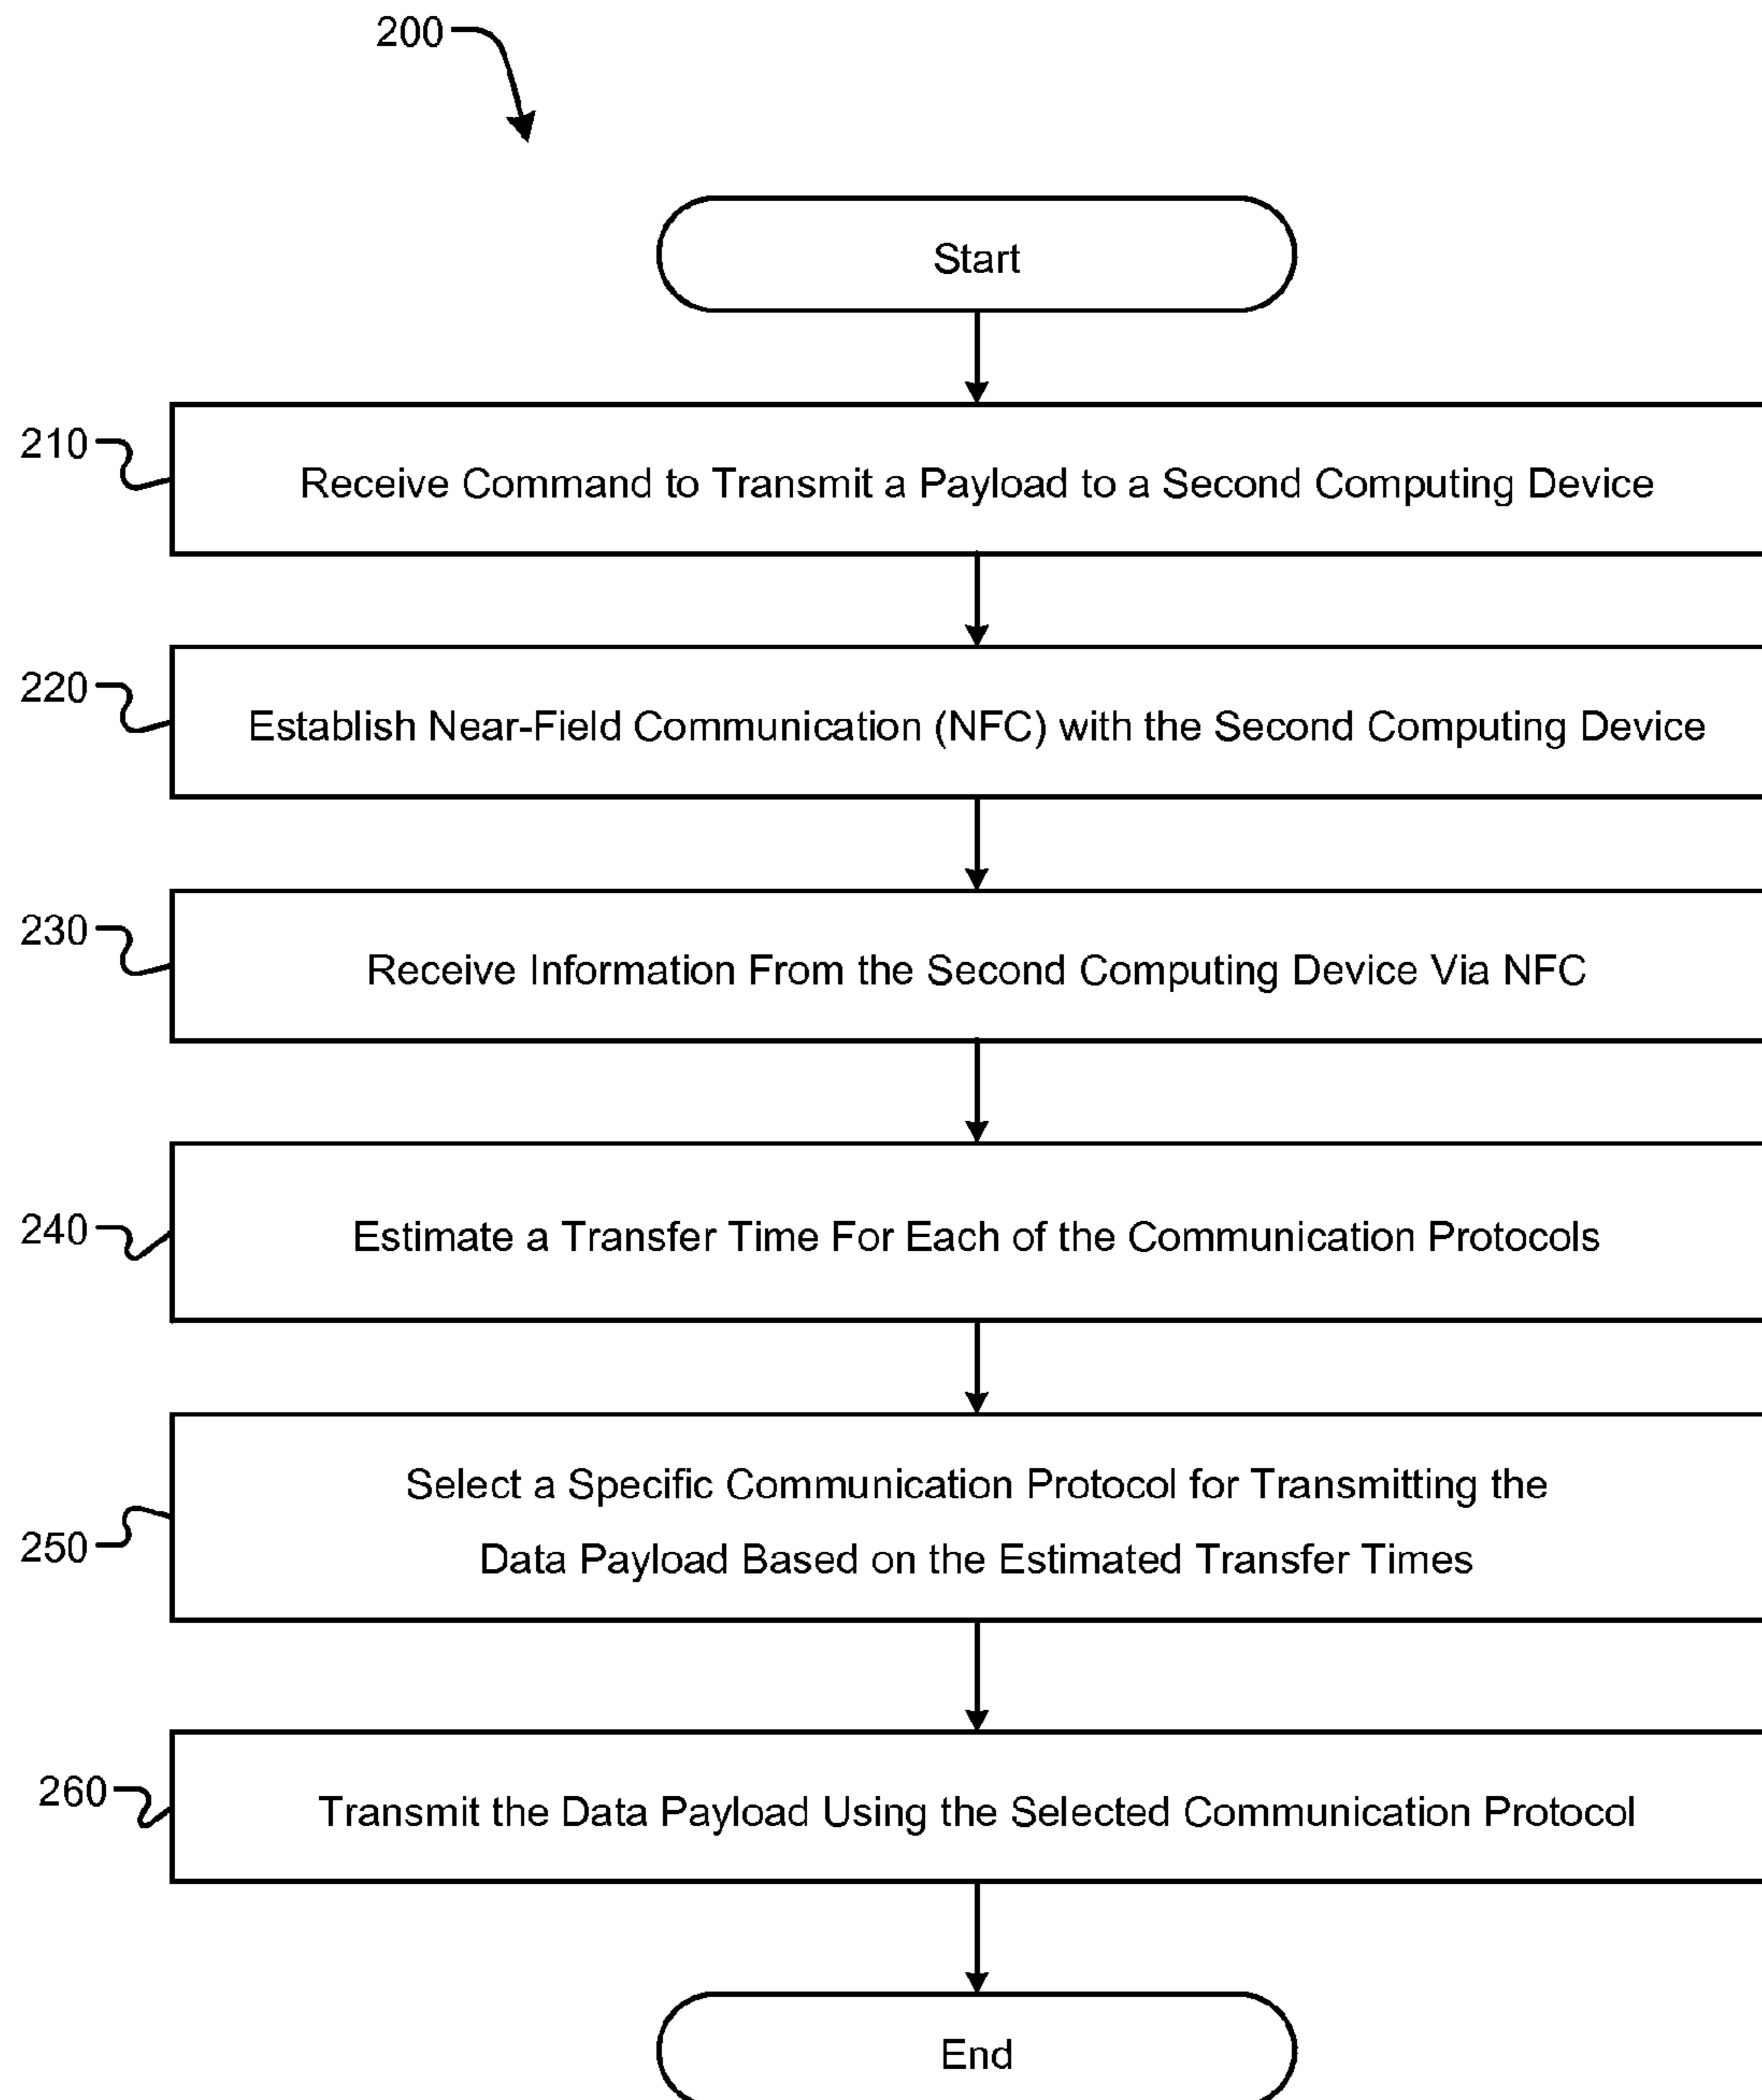 200
Start
210
Receive Command to Transmit a Payload to a Second Computing Device
220
Establish Near-Field Communication (NFC) with the Second Computing Device
230
Receive Information From the Second Computing Device Via NFC
240
Estimate a Transfer Time For Each of the Communication Protocols
250
Select a Specific Communication Protocol for Transmitting the
Data Payload Based on the Estimated Transfer Times
260
Transmit the Data Payload Using the Selected Communication Protocol
End